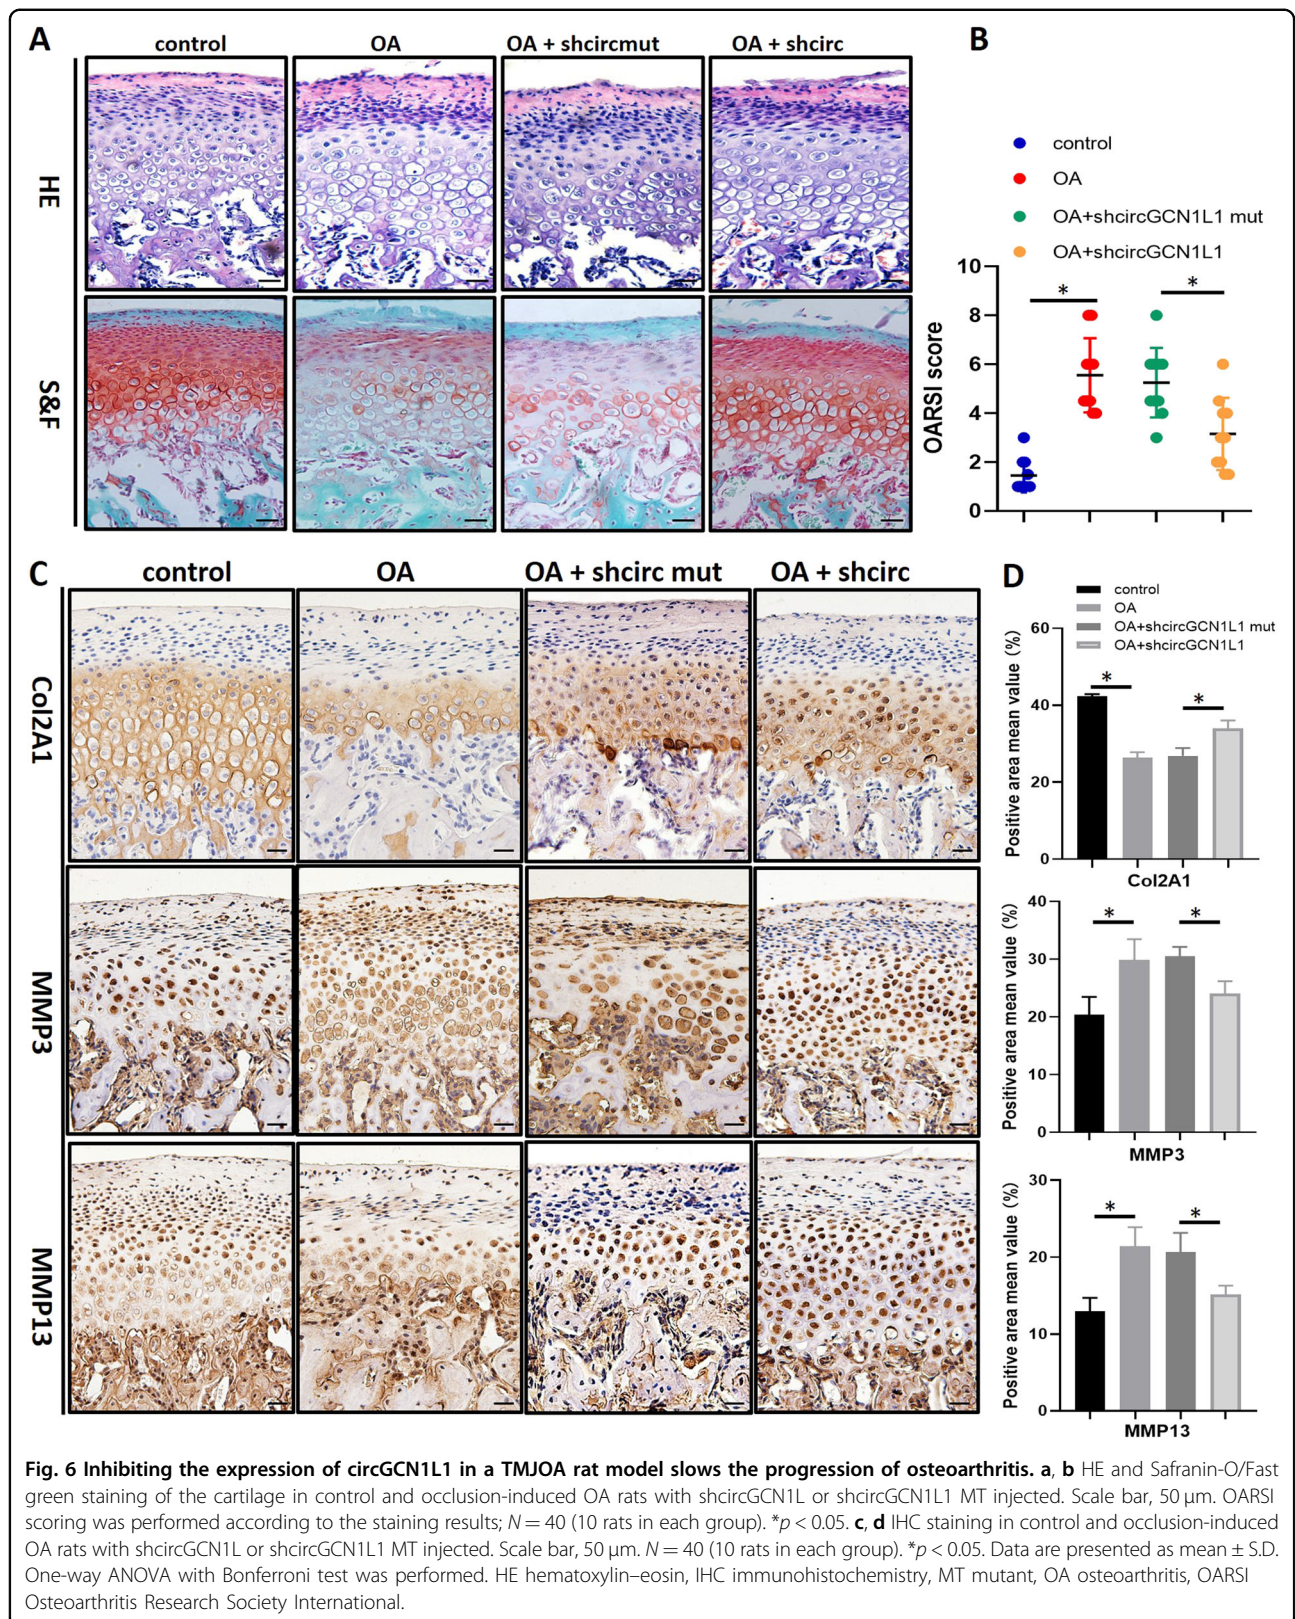 A
control
OA
OA + shcircmut
OA + shcirc
HE
S&F
B
control
OA
OA+shcircGCN1L1 mut
OA+shcircGCN1L1
10
8
6
4
2
0
OARSI score
*
*
C
control
OA
OA + shcirc mut
OA + shcirc
Col2A1
MMP3
MMP13
D
control
OA
OA+shcircGCN1L1 mut
OA+shcircGCN1L1
Positive area mean value (%)
60
40
20
0
*
*
Col2A1
Positive area mean value (%)
40
30
20
10
0
*
*
MMP3
Positive area mean value (%)
30
20
10
0
*
*
MMP13
Fig. 6 Inhibiting the expression of circGCN1L1 in a TMJOA rat model slows the progression of osteoarthritis. a, b HE and Safranin-O/Fast
green staining of the cartilage in control and occlusion-induced OA rats with shcircGCN1L or shcircGCN1L1 MT injected. Scale bar, 50 μm. OARSI
scoring was performed according to the staining results; N = 40 (10 rats in each group). *p < 0.05. c, d IHC staining in control and occlusion-induced
OA rats with shcircGCN1L or shcircGCN1L1 MT injected. Scale bar, 50 μm. N = 40 (10 rats in each group). *p < 0.05. Data are presented as mean ± S.D.
One-way ANOVA with Bonferroni test was performed. HE hematoxylin–eosin, IHC immunohistochemistry, MT mutant, OA osteoarthritis, OARSI
Osteoarthritis Research Society International.